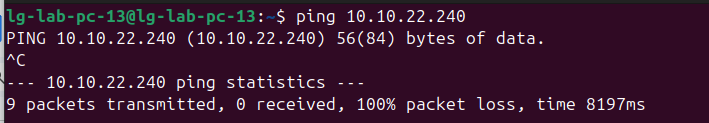 lg-lab-pc-13@lg-lab-pc-13:~$ ping 10.10.22.240
PING 10.10.22.240 (10.10.22.240) 56(84) bytes of data.
^C
--- 10.10.22.240 ping statistics ---
9 packets transmitted, 0 received, 100% packet loss, time 8197ms